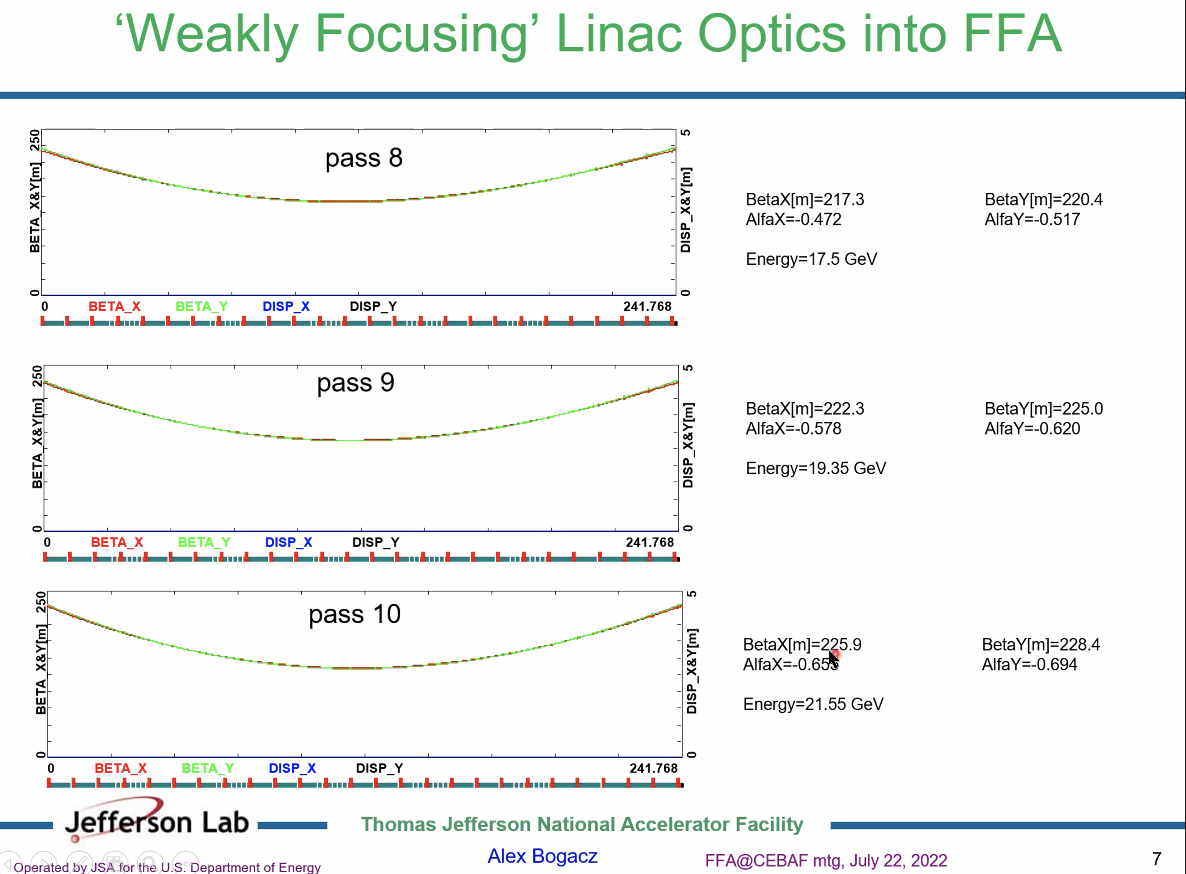 ‘Weakly Focusing’ Linac Optics into FFA
250
5
pass 8
BETA_X&Y[m]
DISP_X&Y[m]
0
0
0 BETA_X BETA_Y DISP_X DISP_Y 241.768
BetaX[m]=217.3 BetaY[m]=220.4
AlfaX=-0.472 AlfaY=-0.517
Energy=17.5 GeV
250
5
pass 9
BETA_X&Y[m]
DISP_X&Y[m]
0
0
0 BETA_X BETA_Y DISP_X DISP_Y 241.768
BetaX[m]=222.3 BetaY[m]=225.0
AlfaX=-0.578 AlfaY=-0.620
Energy=19.35 GeV
250
5
pass 10
BETA_X&Y[m]
DISP_X&Y[m]
0
0
0 BETA_X BETA_Y DISP_X DISP_Y 241.768
BetaX[m]=225.9 BetaY[m]=228.4
AlfaX=-0.655 AlfaY=-0.694
Energy=21.55 GeV
Jefferson Lab
Thomas Jefferson National Accelerator Facility
Alex Bogacz
FFA@CEBAF mtg, July 22, 2022
7
Operated by JSA for the U.S. Department of Energy